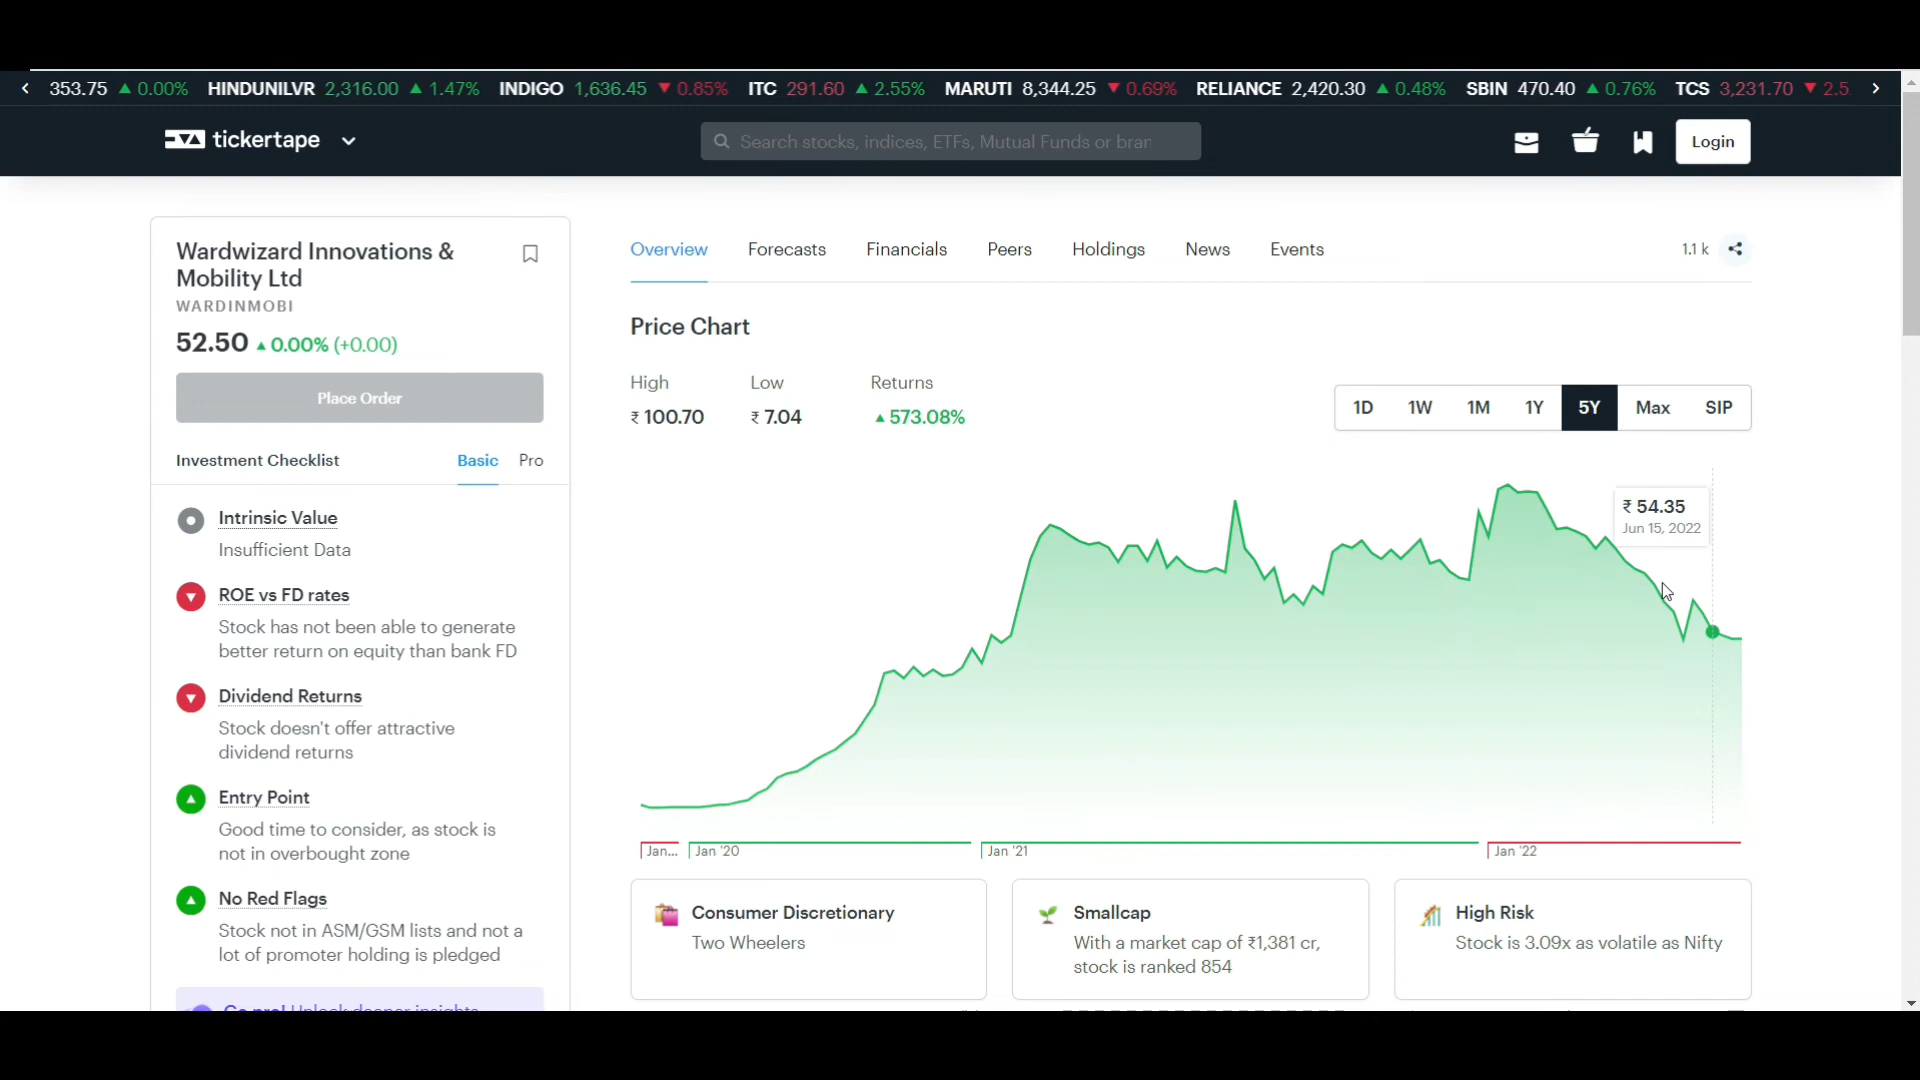 353.75 ▲ 0.00% HINDUNILVR 2,316.00 ▲ 1.47% INDIGO 1,636.45 ▼ 0.85% ITC 291.60 ▲ 2.55% MARUTI 8,344.25 ▼ 0.69% RELIANCE 2,420.30 ▲ 0.48% SBIN 470.40 ▲ 0.76% TCS 3,231.70 ▼ 2.5
tickertape
Search stocks, indices, ETFs, Mutual Funds or bran
Login
Wardwizard Innovations &
Mobility Ltd
WARDINMOBI
52.50 ▲ 0.00% (+0.00)
Place Order
Investment Checklist Basic Pro
Intrinsic Value
Insufficient Data
ROE vs FD rates
Stock has not been able to generate
better return on equity than bank FD
Dividend Returns
Stock doesn't offer attractive
dividend returns
Entry Point
Good time to consider, as stock is
not in overbought zone
No Red Flags
Stock not in ASM/GSM lists and not a
lot of promoter holding is pledged
Go pro! Unlock deeper insights
Overview Forecasts Financials Peers Holdings News Events 1.1 k
Price Chart
High Low Returns
₹ 100.70 ₹ 7.04 ▲ 573.08%
1D 1W 1M 1Y 5Y Max SIP
₹ 54.35
Jun 15, 2022
Jan... Jan '20 Jan '21 Jan '22
Consumer Discretionary
Two Wheelers
Smallcap
With a market cap of ₹1,381 cr,
stock is ranked 854
High Risk
Stock is 3.09x as volatile as Nifty